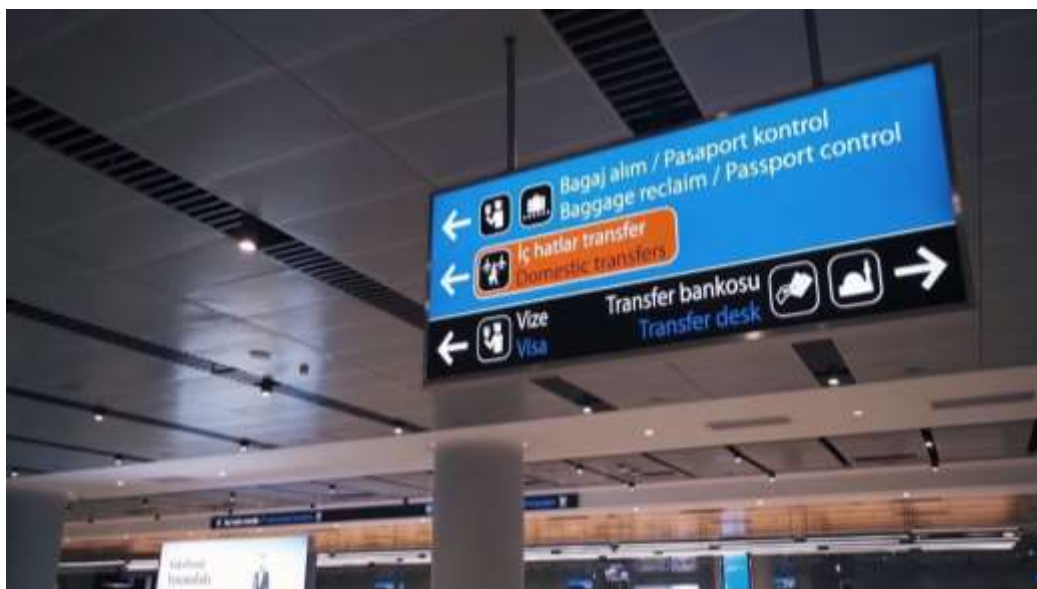 Bagaj alım / Pasaport kontrol
Baggage reclaim / Passport control
İç hatlar transfer
Domestic transfers
Vize
Visa
Transfer bankosu
Transfer desk